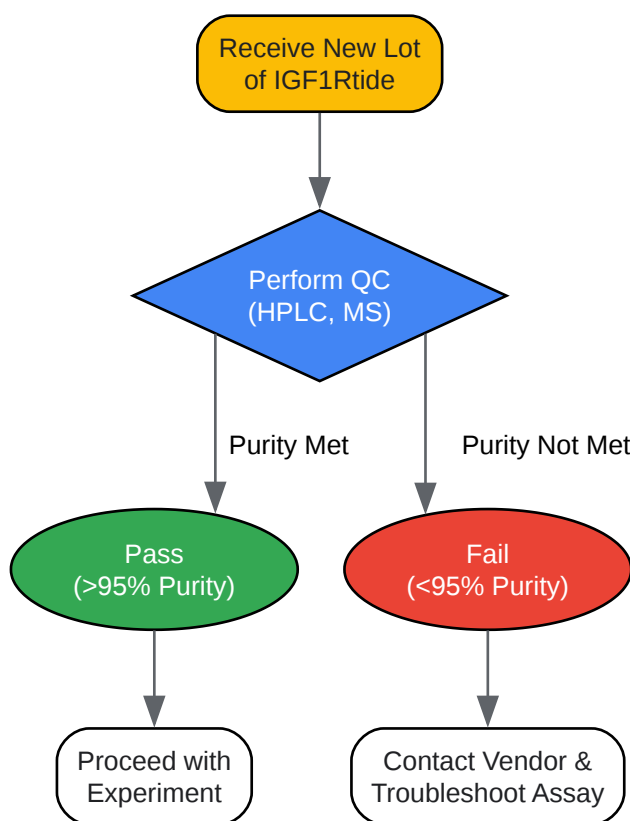 Receive New Lot
of IGF1Rtide
Perform QC
(HPLC, MS)
Purity Met
Purity Not Met
Pass
(>95% Purity)
Fail
(<95% Purity)
Proceed with
Experiment
Contact Vendor &
Troubleshoot Assay